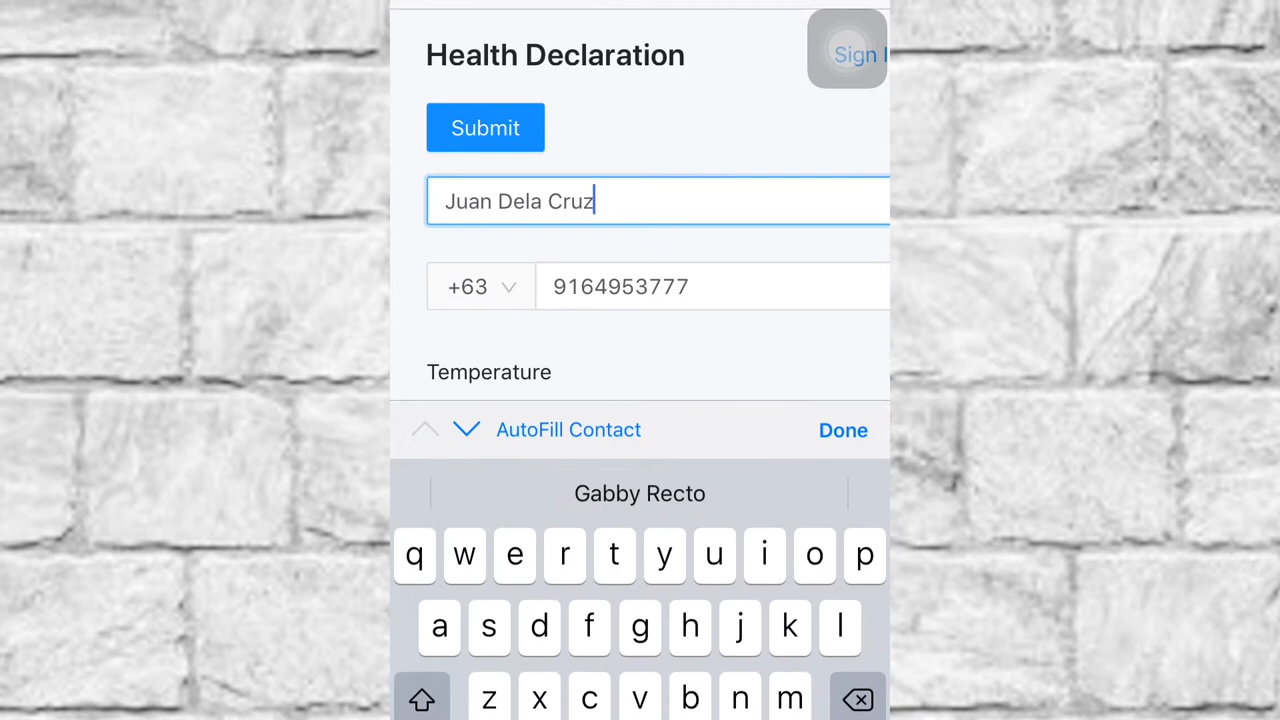 Health Declaration
Sign
Submit
Juan Dela Cruz
+63 9164953777
Temperature
AutoFill Contact Done
Gabby Recto
q w e r t y u i o p
a s d f g h j k l
z x c v b n m